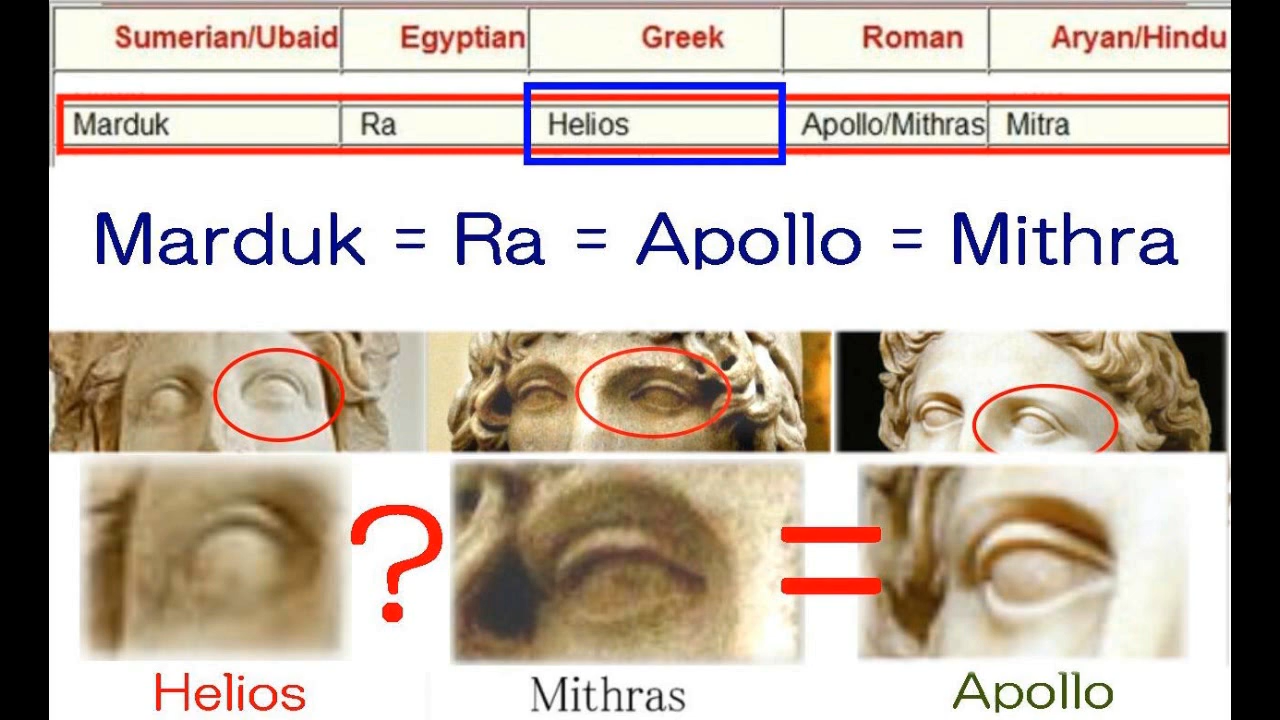 Sumerian/Ubaid Egyptian Greek Roman Aryan/Hindu
Marduk Ra Helios Apollo/Mithras Mitra
Marduk = Ra = Apollo = Mithra
? =
Helios Mithras Apollo